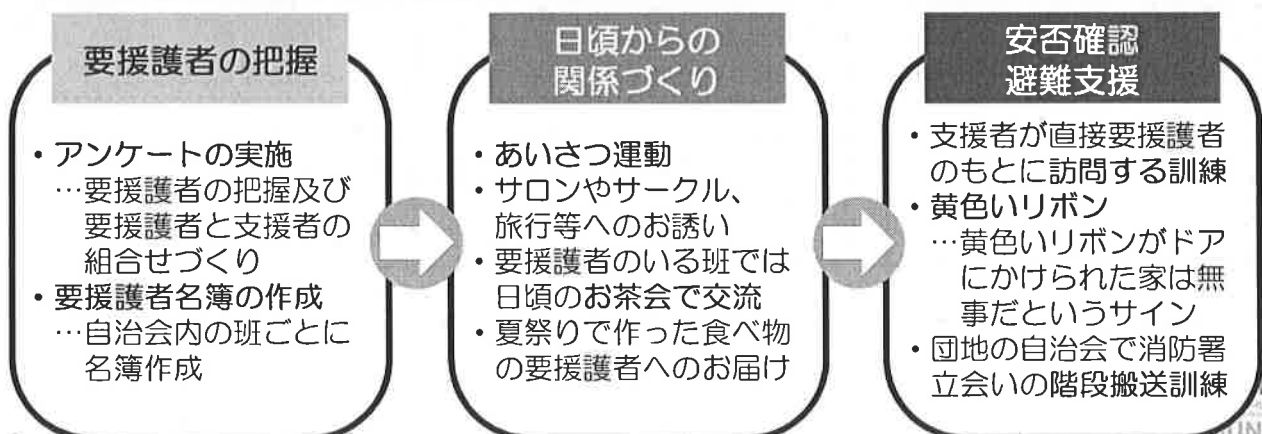 要援護者の把握
・アンケートの実施
…要援護者の把握及び
要援護者と支援者の
組合せづくり
・要援護者名簿の作成
…自治会内の班ごとに
名簿作成
日頃からの
関係づくり
・あいさつ運動
・サロンやサークル、
旅行等へのお誘い
・要援護者のいる班では
日頃のお茶会で交流
・夏祭りで作った食べ物
の要援護者へのお届け
安否確認
避難支援
・支援者が直接要援護者
のもとに訪問する訓練
・黄色いリボン
…黄色いリボンがドア
にかけられた家は無
事だというサイン
・団地の自治会で消防署
立会いの階段搬送訓練